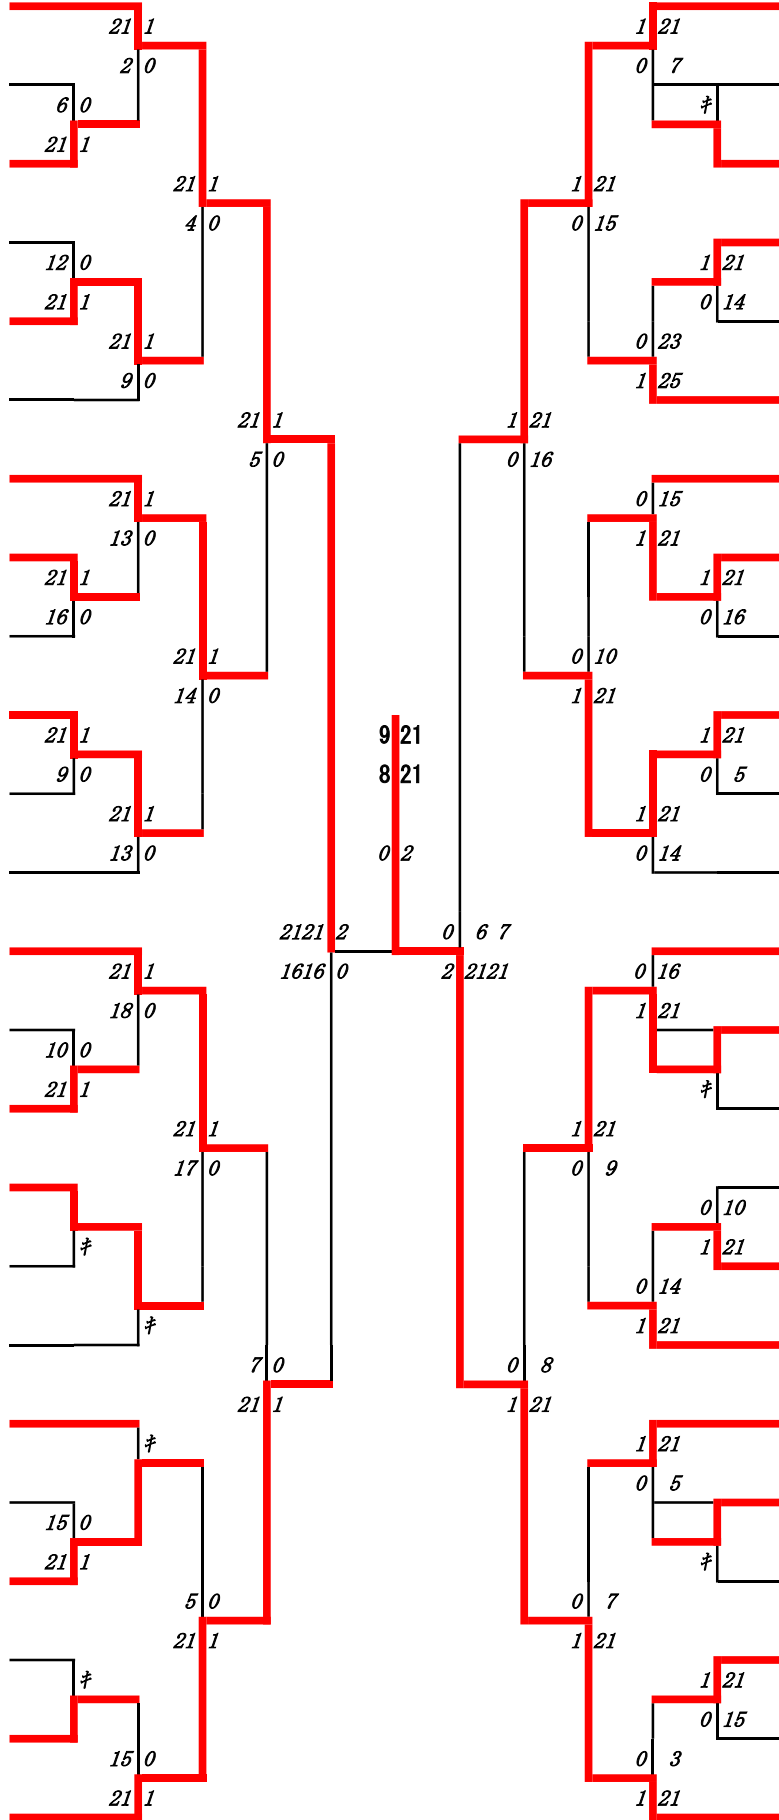 21 1 1 21
2 0 0 7
6 0 ｷ
21 1
21 1 1 21
4 0 0 15
12 0 1 21
21 1 0 14
21 1 0 23
9 0 1 25
21 1 1 21
5 0 0 16
21 1 0 15
13 0 1 21
21 1 1 21
16 0 0 16
21 1 0 10
14 0 1 21
21 1 9 21 1 21
9 0 8 21 0 5
21 1 1 21
13 0 0 2 0 14
2121 2 0 6 7
1616 0 2 2121
21 1 0 16
18 0 1 21
10 0
21 1 ｷ
21 1 1 21
17 0 0 9
0 10
ｷ 1 21
0 14
ｷ 1 21
7 0 0 8
21 1 1 21
ｷ 1 21
0 5
15 0
21 1 ｷ
5 0 0 7
21 1 1 21
ｷ 1 21
0 15
15 0 0 3
21 1 1 21